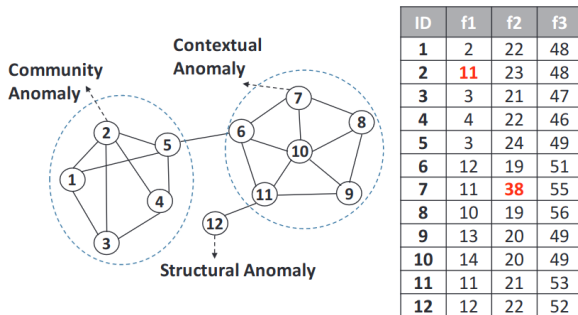 Community
Anomaly
Contextual
Anomaly
1
2
3
4
5
6
7
8
9
10
11
12
Structural Anomaly
ID f1 f2 f3
1 2 22 48
2 11 23 48
3 3 21 47
4 4 22 46
5 3 24 49
6 12 19 51
7 11 38 55
8 10 19 56
9 13 20 49
10 14 20 49
11 11 21 53
12 12 22 52